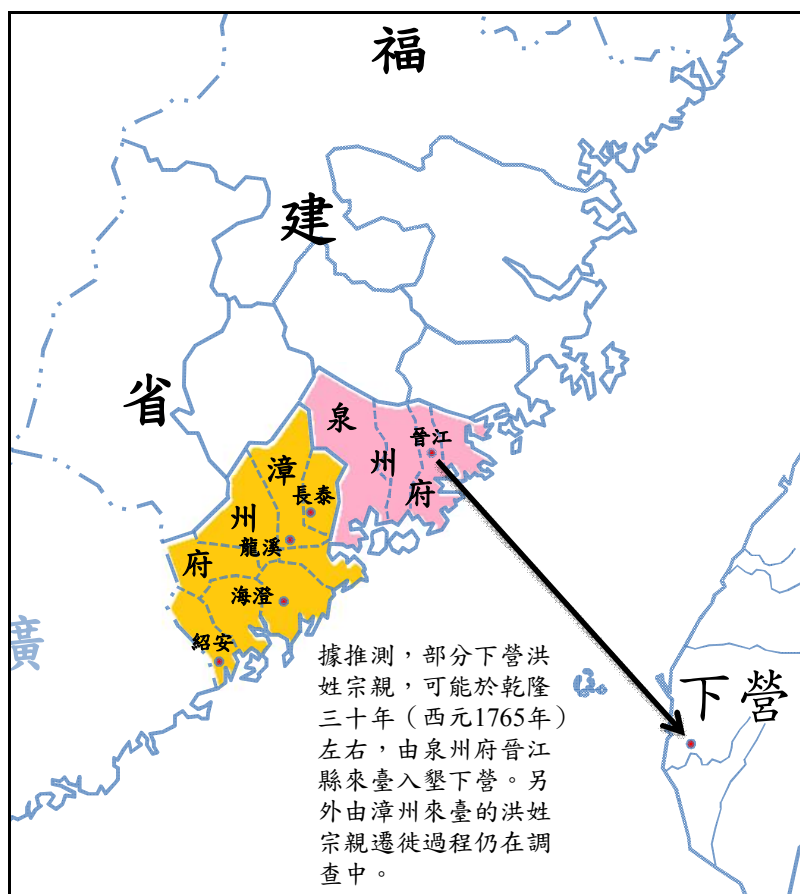 福
建
省
泉州府
晉江
漳州府
長泰
龍溪
海澄
紹安
廣
下營
據推測，部分下營洪
姓宗親，可能於乾隆
三十年（西元1765年）
左右，由泉州府晉江
縣來臺入墾下營。另
外由漳州來臺的洪姓
宗親遷徙過程仍在調
查中。